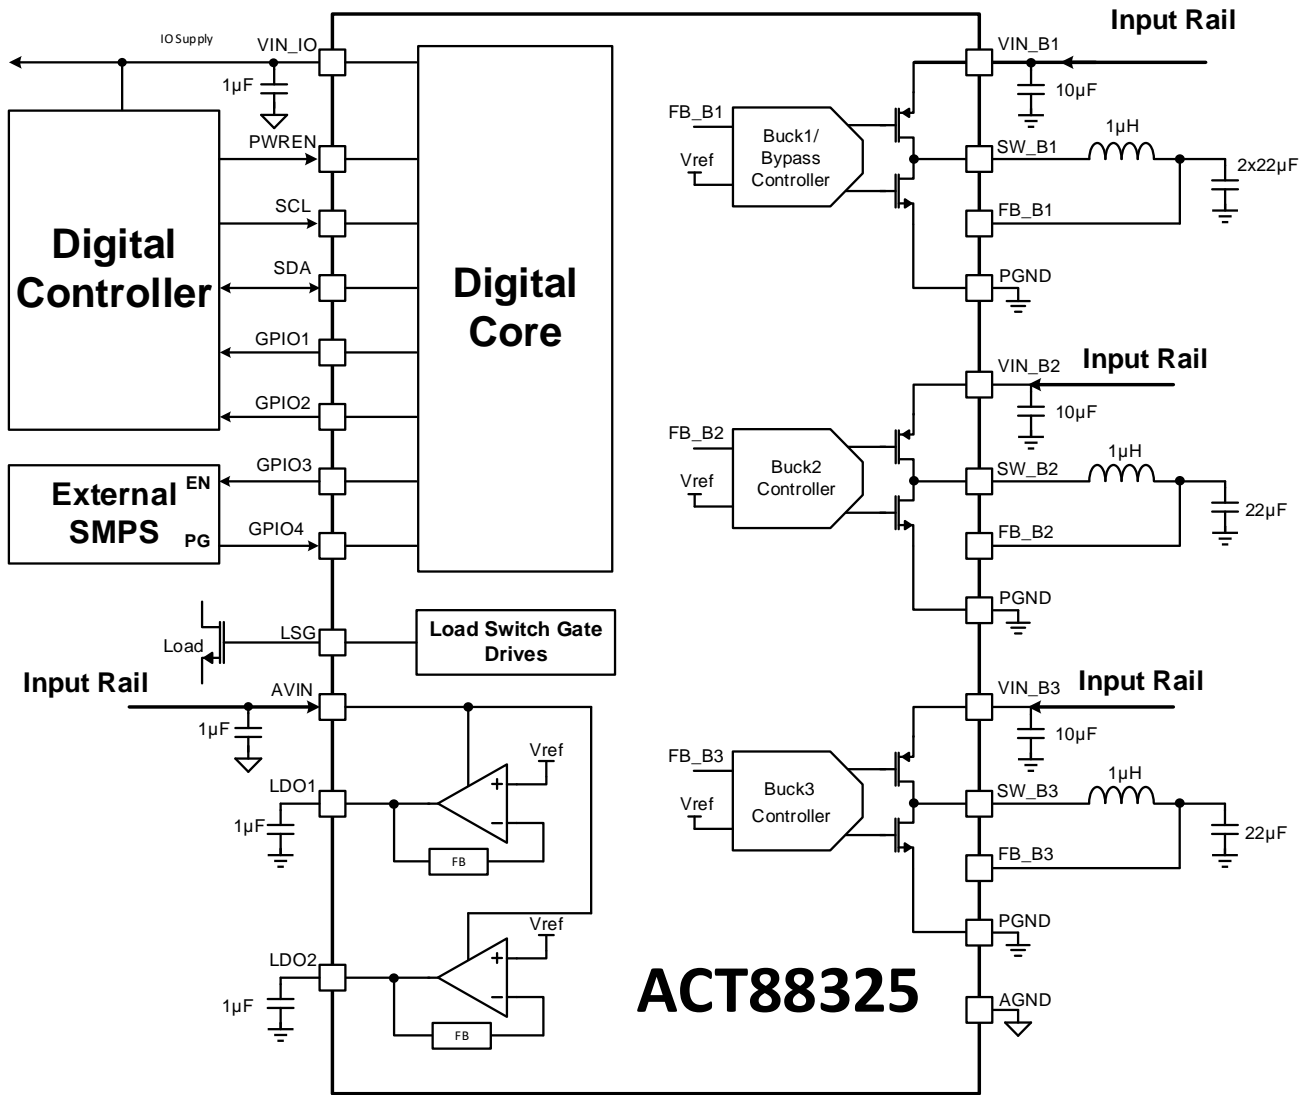 Input Rail
IO Supply
VIN_IO
1µF
VIN_B1
10µF
PWREN
FB_B1
Vref
Buck1/
Bypass
Controller
1µH
SW_B1
2x22µF
SCL
FB_B1
Digital
Controller
SDA
Digital
Core
PGND
GPIO1
Input Rail
VIN_B2
10µF
GPIO2
FB_B2
Vref
Buck2
Controller
1µH
SW_B2
22µF
External
SMPS
EN
PG
GPIO3
GPIO4
FB_B2
PGND
Load
LSG
Load Switch Gate
Drives
Input Rail
AVIN
1µF
Input Rail
VIN_B3
10µF
Vref
+
−
FB
LDO1
1µF
FB_B3
Vref
Buck3
Controller
1µH
SW_B3
22µF
FB_B3
Vref
+
−
FB
LDO2
1µF
PGND
ACT88325
AGND